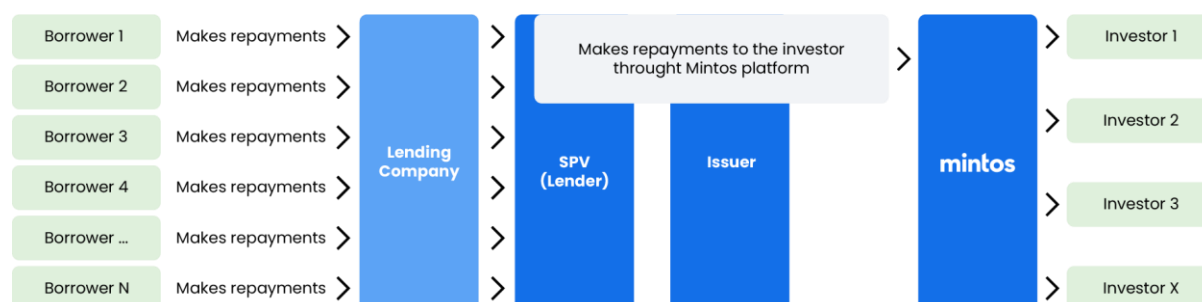 Borrower 1
Makes repayments
Borrower 2
Makes repayments
Borrower 3
Makes repayments
Borrower 4
Makes repayments
Borrower ...
Makes repayments
Borrower N
Makes repayments
Lending
Company
SPV
(Lender)
Makes repayments to the investor
throught Mintos platform
Issuer
mintos
Investor 1
Investor 2
Investor 3
Investor X